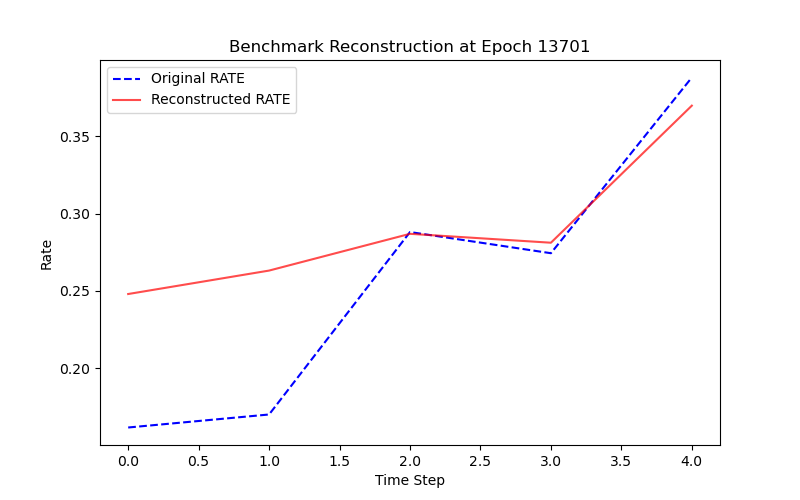 Benchmark Reconstruction at Epoch 13701
Original RATE
Reconstructed RATE
0.35
0.30
0.25
0.20
Rate
0.0 0.5 1.0 1.5 2.0 2.5 3.0 3.5 4.0
Time Step